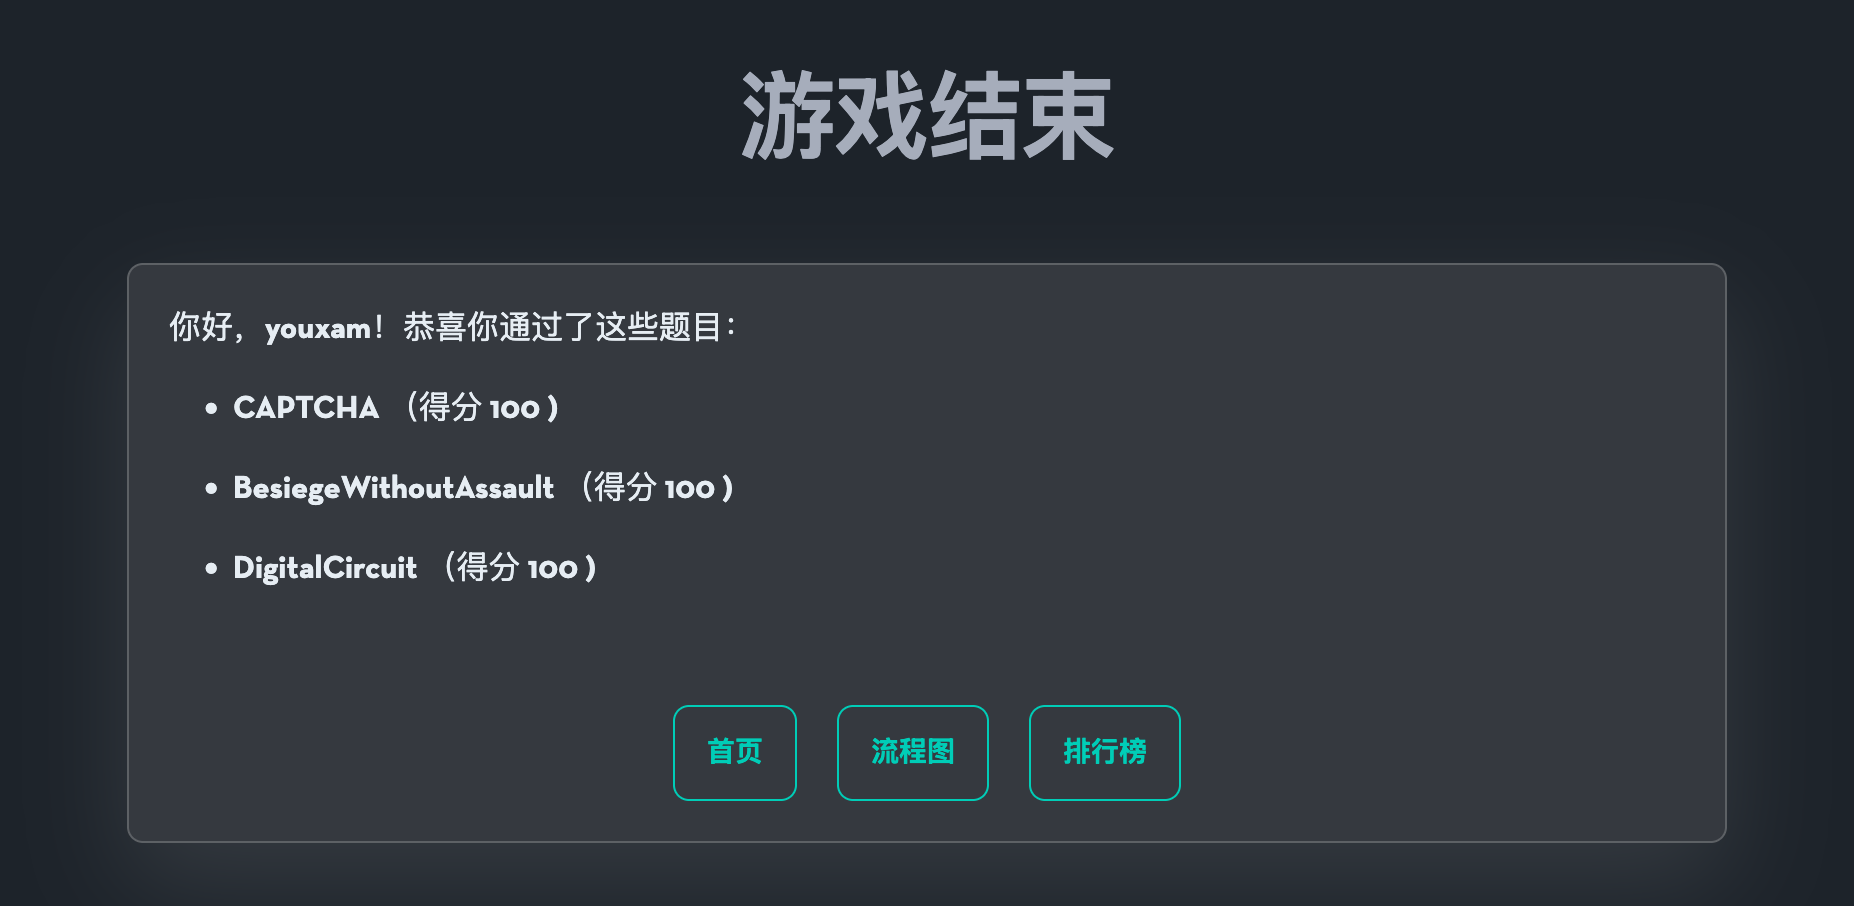 游戏结束
你好，youxam！恭喜你通过了这些题目：
• CAPTCHA （得分 100 )
• BesiegeWithoutAssault （得分 100 )
• DigitalCircuit （得分 100 )
首页 流程图 排行榜